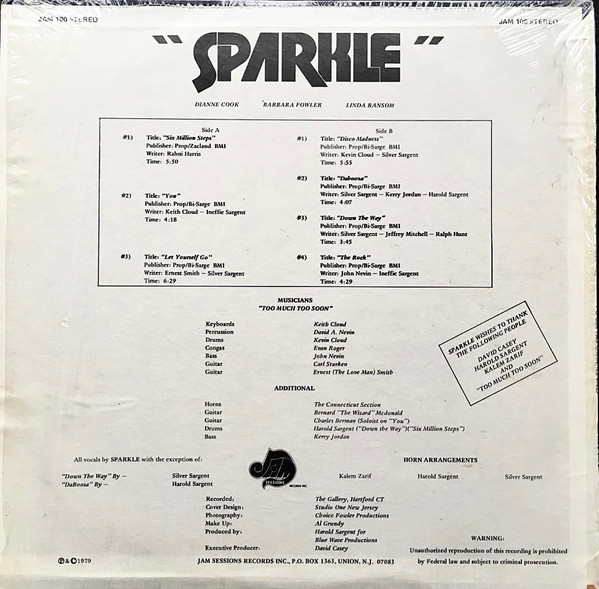 JAM 100 STEREO
JAM 100 STEREO
"SPARKLE"
DIANNE COOK BARBARA FOWLER LINDA RANSOM
Side A
#1) Title: "Six Million Steps"
Publisher: Prop/Zacland BMI
Writer: Rahni Harris
Time: 5:50
#2) Title: "You"
Publisher: Prop/Bi-Sarge BMI
Writer: Keith Cloud — Ineffie Sargent
Time: 4:18
#3) Title: "Let Yourself Go"
Publisher: Prop/Bi-Sarge BMI
Writer: Ernest Smith — Silver Sargent
Time: 6:29
Side B
#1) Title: "Disco Madness"
Publisher: Prop/Bi-Sarge BMI
Writer: Kevin Cloud — Silver Sargent
Time: 5:55
#2) Title: "Daboosa"
Publisher: Prop/Bi-Sarge BMI
Writer: Silver Sargent — Kerry Jordan — Harold Sargent
Time: 4:07
#3) Title: "Down The Way"
Publisher: Prop/Bi-Sarge BMI
Writer: Silver Sargent — Jeffrey Mitchell — Ralph Hunt
Time: 3:45
#4) Title: "The Rock"
Publisher: Prop/Bi-Sarge BMI
Writer: John Nevin — Ineffie Sargent
Time: 4:29
MUSICIANS
"TOO MUCH TOO SOON"
Keyboards Keith Cloud
Percussion David A. Nevin
Drums Kevin Cloud
Congas Evan Roger
Bass John Nevin
Guitar Carl Sturken
Guitar Ernest (The Love Man) Smith
SPARKLE WISHES TO THANK
THE FOLLOWING PEOPLE
DAVID CASEY
HAROLD SARGENT
KALEM ZARIF
AND
"TOO MUCH TOO SOON"
ADDITIONAL
Horns The Connecticut Section
Guitar Bernard "The Wizard" Mcdonald
Guitar Charles Berman (Soloist on "You")
Drums Harold Sargent ("Down the Way")("Six Million Steps")
Bass Kerry Jordan
All vocals by SPARKLE with the exception of:
"Down The Way" By — Silver Sargent
"DaBoosa" By — Harold Sargent
JAM
SESSIONS
RECORDS INC.
HORN ARRANGEMENTS
Kalem Zarif Harold Sargent Silver Sargent
Recorded: The Gallery, Hartford CT
Cover Design: Studio One New Jersey
Photography: Choice Fowler Productions
Make Up: Al Grundy
Produced by: Harold Sargent for
Blue Wave Productions
Executive Producer: David Casey
WARNING:
Unauthorized reproduction of this recording is prohibited
by Federal law and subject to criminal prosecution.
℗ & © 1979
JAM SESSIONS RECORDS INC., P.O. BOX 1363, UNION, N.J. 07083